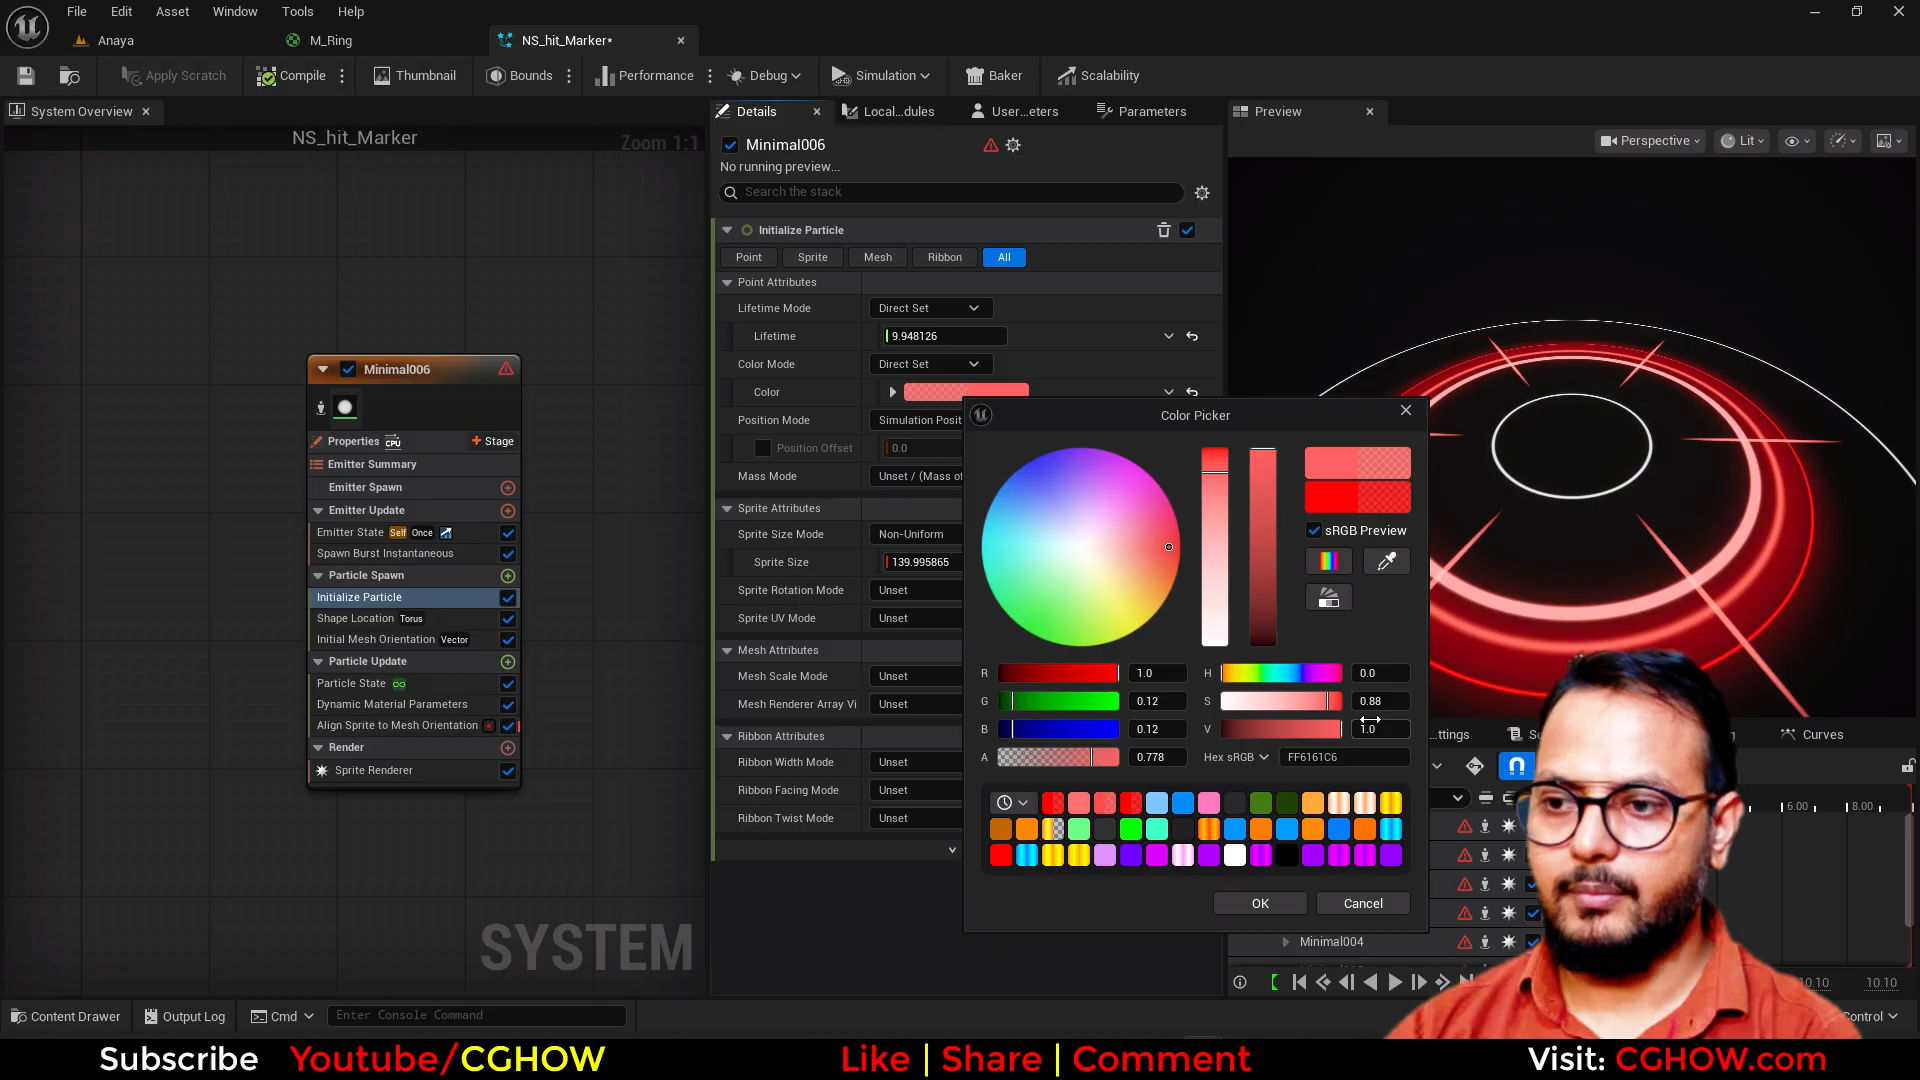 File Edit Asset Window Tools Help
Anaya M_Ring NS_hit_Marker*
Apply Scratch Compile Thumbnail Bounds Performance Debug Simulation Baker Scalability
System Overview Details Local...dules User...eters Parameters Preview
NS_hit_Marker Zoom 1:1
Minimal006
No running preview...
Search the stack
Perspective Lit
Initialize Particle
Point Sprite Mesh Ribbon All
Point Attributes
Lifetime Mode Direct Set
Lifetime 9.948126
Color Mode Direct Set
Color
Position Mode Simulation Posit
Position Offset 0.0
Mass Mode Unset / (Mass of
Sprite Attributes
Sprite Size Mode Non-Uniform
Sprite Size 139.995865
Sprite Rotation Mode Unset
Sprite UV Mode Unset
Mesh Attributes
Mesh Scale Mode Unset
Mesh Renderer Array Vi Unset
Ribbon Attributes
Ribbon Width Mode Unset
Ribbon Facing Mode Unset
Ribbon Twist Mode Unset
Minimal006
Properties CPU Stage
Emitter Summary
Emitter Spawn
Emitter Update
Emitter State Self Once
Spawn Burst Instantaneous
Particle Spawn
Initialize Particle
Shape Location Torus
Initial Mesh Orientation Vector
Particle Update
Particle State
Dynamic Material Parameters
Align Sprite to Mesh Orientation
Render
Sprite Renderer
SYSTEM
Color Picker
sRGB Preview
R 1.0 H 0.0
G 0.12 S 0.88
B 0.12 V 1.0
A 0.778 Hex sRGB FF6161C6
OK Cancel
ttings Curves
6.00 8.00
Minimal004
10.10 10.10
Content Drawer Output Log Cmd Enter Console Command
Subscribe Youtube/CGHOW Like | Share | Comment Visit: CGHOW.com